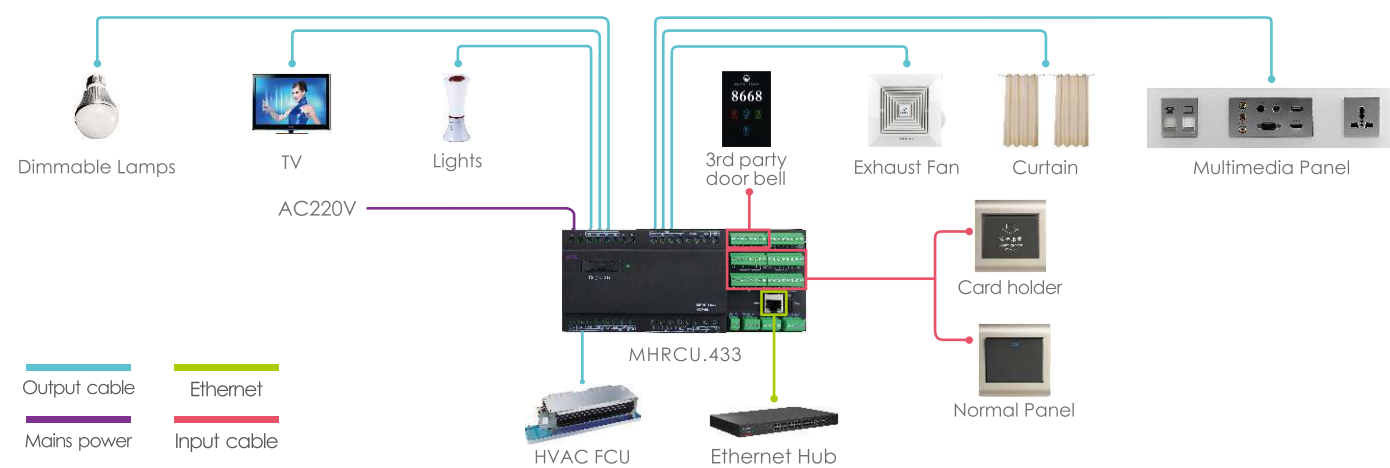 8668
Dimmable Lamps
TV
Lights
3rd party
door bell
Exhaust Fan
Curtain
Multimedia Panel
AC220V
Card holder
MHRCU.433
Output cable
Ethernet
Mains power
Input cable
Normal Panel
HVAC FCU
Ethernet Hub